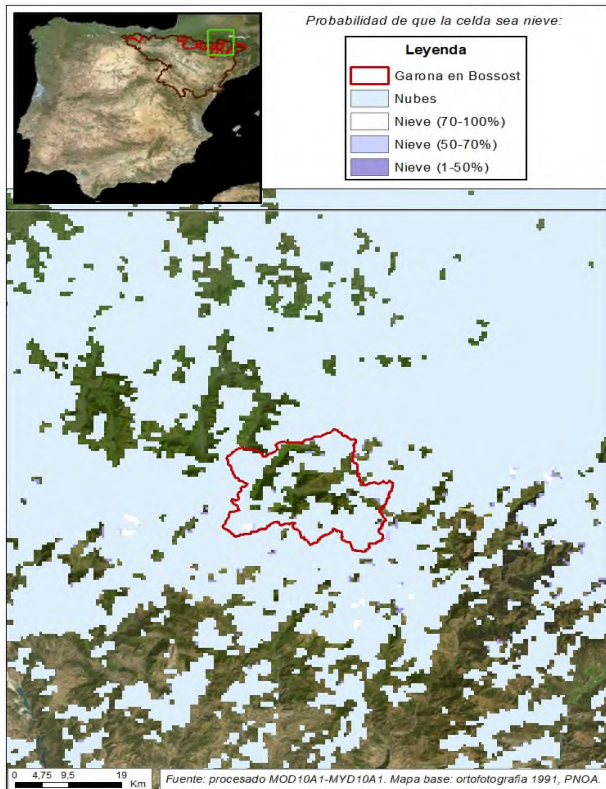 Probabilidad de que la celda sea nieve:
Leyenda
Garona en Bossost
Nubes
Nieve (70-100%)
Nieve (50-70%)
Nieve (1-50%)
0 4,75 9,5 19
Km
Fuente: procesado MOD10A1-MYD10A1. Mapa base: ortofotografia 1991, PNOA.